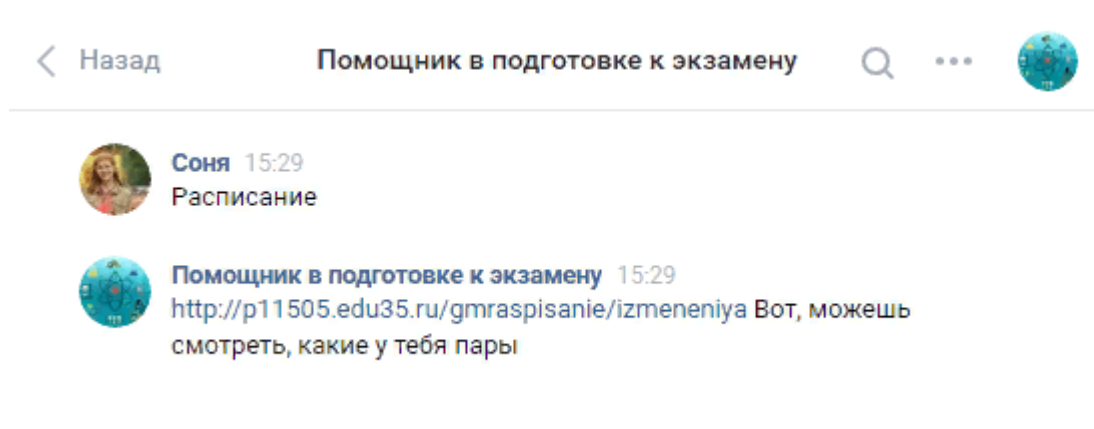 Назад Помощник в подготовке к экзамену
Соня 15:29
Расписание
Помощник в подготовке к экзамену 15:29
http://p11505.edu35.ru/gmraspisanie/izmeneniya Вот, можешь
смотреть, какие у тебя пары